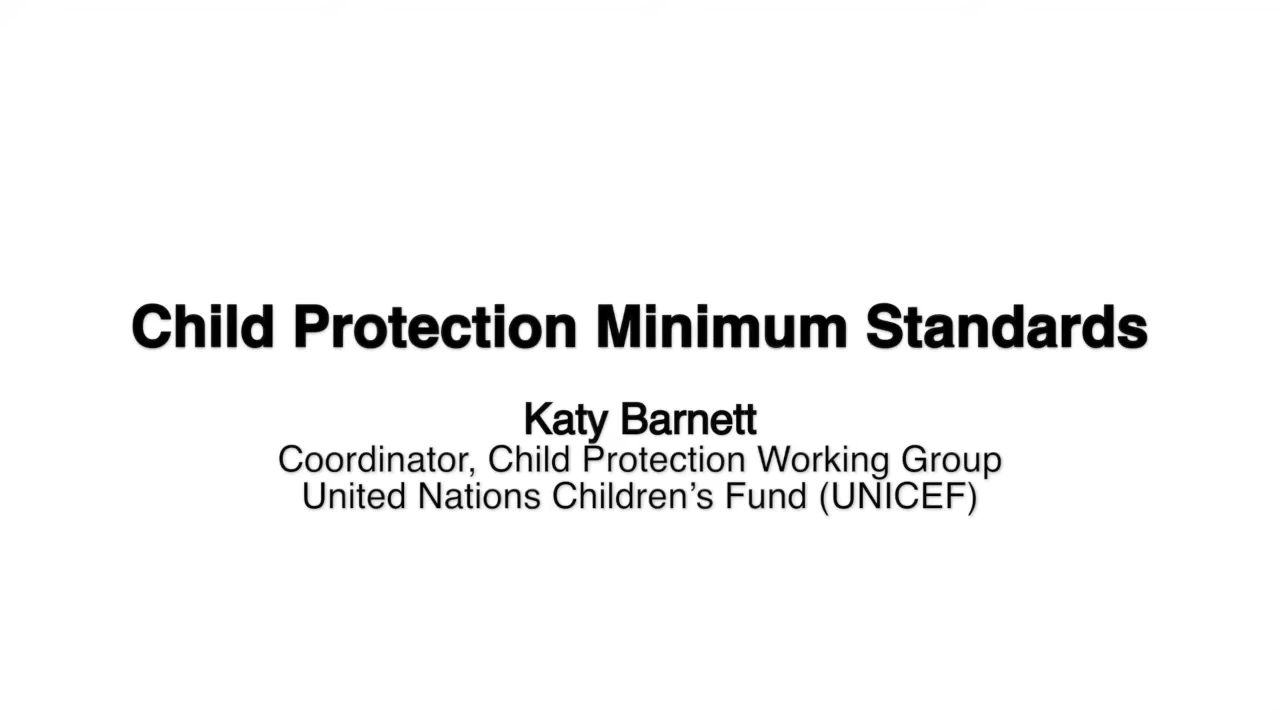 Child Protection Minimum Standards
Katy Barnett
Coordinator, Child Protection Working Group
United Nations Children’s Fund (UNICEF)